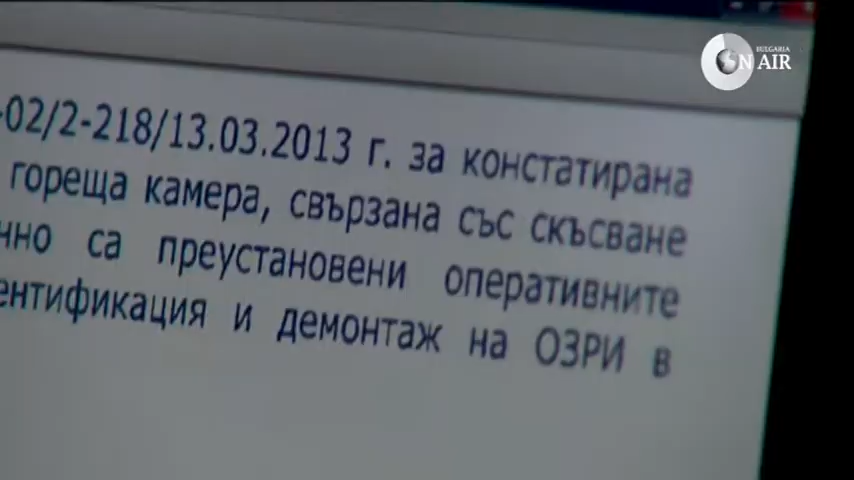 BULGARIA
ON AIR
-02/2-218/13.03.2013 г. за констатирана
гореща камера, свързана със скъсване
чно са преустановени оперативните
ентификация и демонтаж на ОЗРИ в